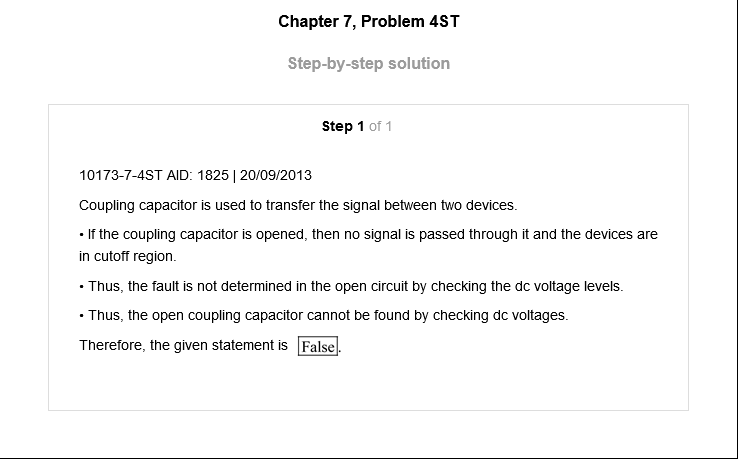 Chapter 7, Problem 4ST
Step-by-step solution
Step 1 of 1
10173-7-4ST AID: 1825 | 20/09/2013
Coupling capacitor is used to transfer the signal between two devices.
• If the coupling capacitor is opened, then no signal is passed through it and the devices are
in cutoff region.
• Thus, the fault is not determined in the open circuit by checking the dc voltage levels.
• Thus, the open coupling capacitor cannot be found by checking dc voltages.
Therefore, the given statement is False.